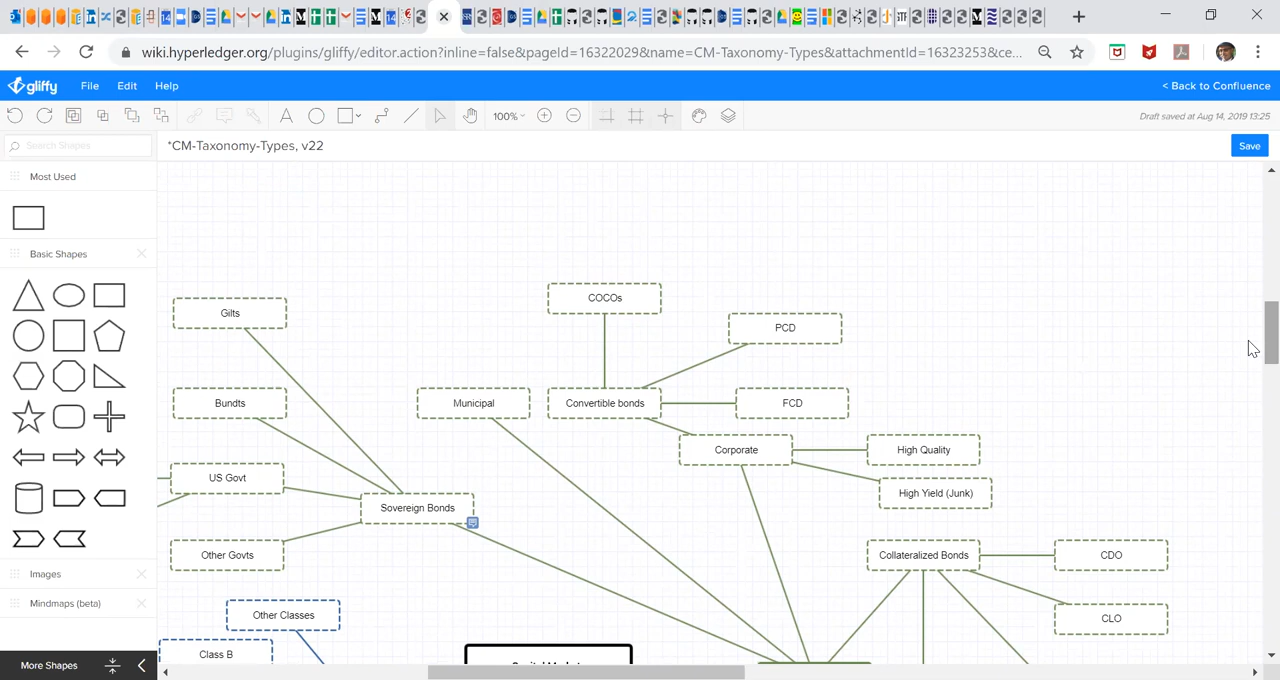 wiki.hyperledger.org/plugins/gliffy/editor.action?inline=false&pageId=16322029&name=CM-Taxonomy-Types&attachmentId=16323253&ce...
gliffy
File
Edit
Help
< Back to Confluence
100%
Draft saved at Aug 14, 2019 13:25
Search Shapes
*CM-Taxonomy-Types, v22
Save
Most Used
Basic Shapes
COCOs
Gilts
PCD
Bundts
Municipal
Convertible bonds
FCD
Corporate
High Quality
US Govt
High Yield (Junk)
Sovereign Bonds
Other Govts
Collateralized Bonds
CDO
Images
Mindmaps (beta)
Other Classes
CLO
Class B
More Shapes